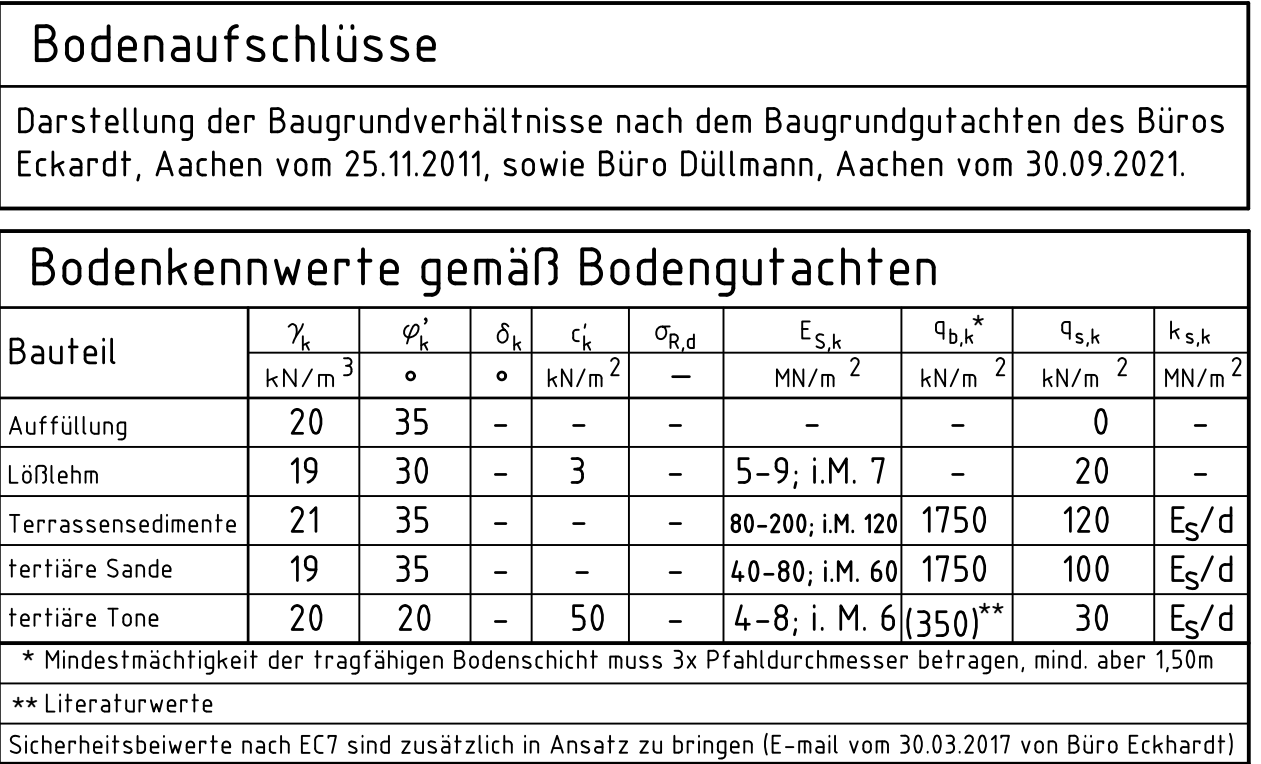 Bodenaufschlüsse
Darstellung der Baugrundverhältnisse nach dem Baugrundgutachten des Büros
Eckardt, Aachen vom 25.11.2011, sowie Büro Düllmann, Aachen vom 30.09.2021.
Bodenkennwerte gemäß Bodengutachten
Bauteil γk φ'k δk c'k σR,d ES,k qb,k* qs,k ks,k
kN/m³ ° ° kN/m² – MN/m² kN/m² kN/m² MN/m²
Auffüllung 20 35 - - - - - 0 -
Lößlehm 19 30 - 3 - 5-9; i.M. 7 - 20 -
Terrassensedimente 21 35 - - - 80-200; i.M. 120 1750 120 ES/d
tertiäre Sande 19 35 - - - 40-80; i.M. 60 1750 100 ES/d
tertiäre Tone 20 20 - 50 - 4-8; i. M. 6 (350)** 30 ES/d
* Mindestmächtigkeit der tragfähigen Bodenschicht muss 3x Pfahldurchmesser betragen, mind. aber 1,50m
** Literaturwerte
Sicherheitsbeiwerte nach EC7 sind zusätzlich in Ansatz zu bringen (E-mail vom 30.03.2017 von Büro Eckhardt)